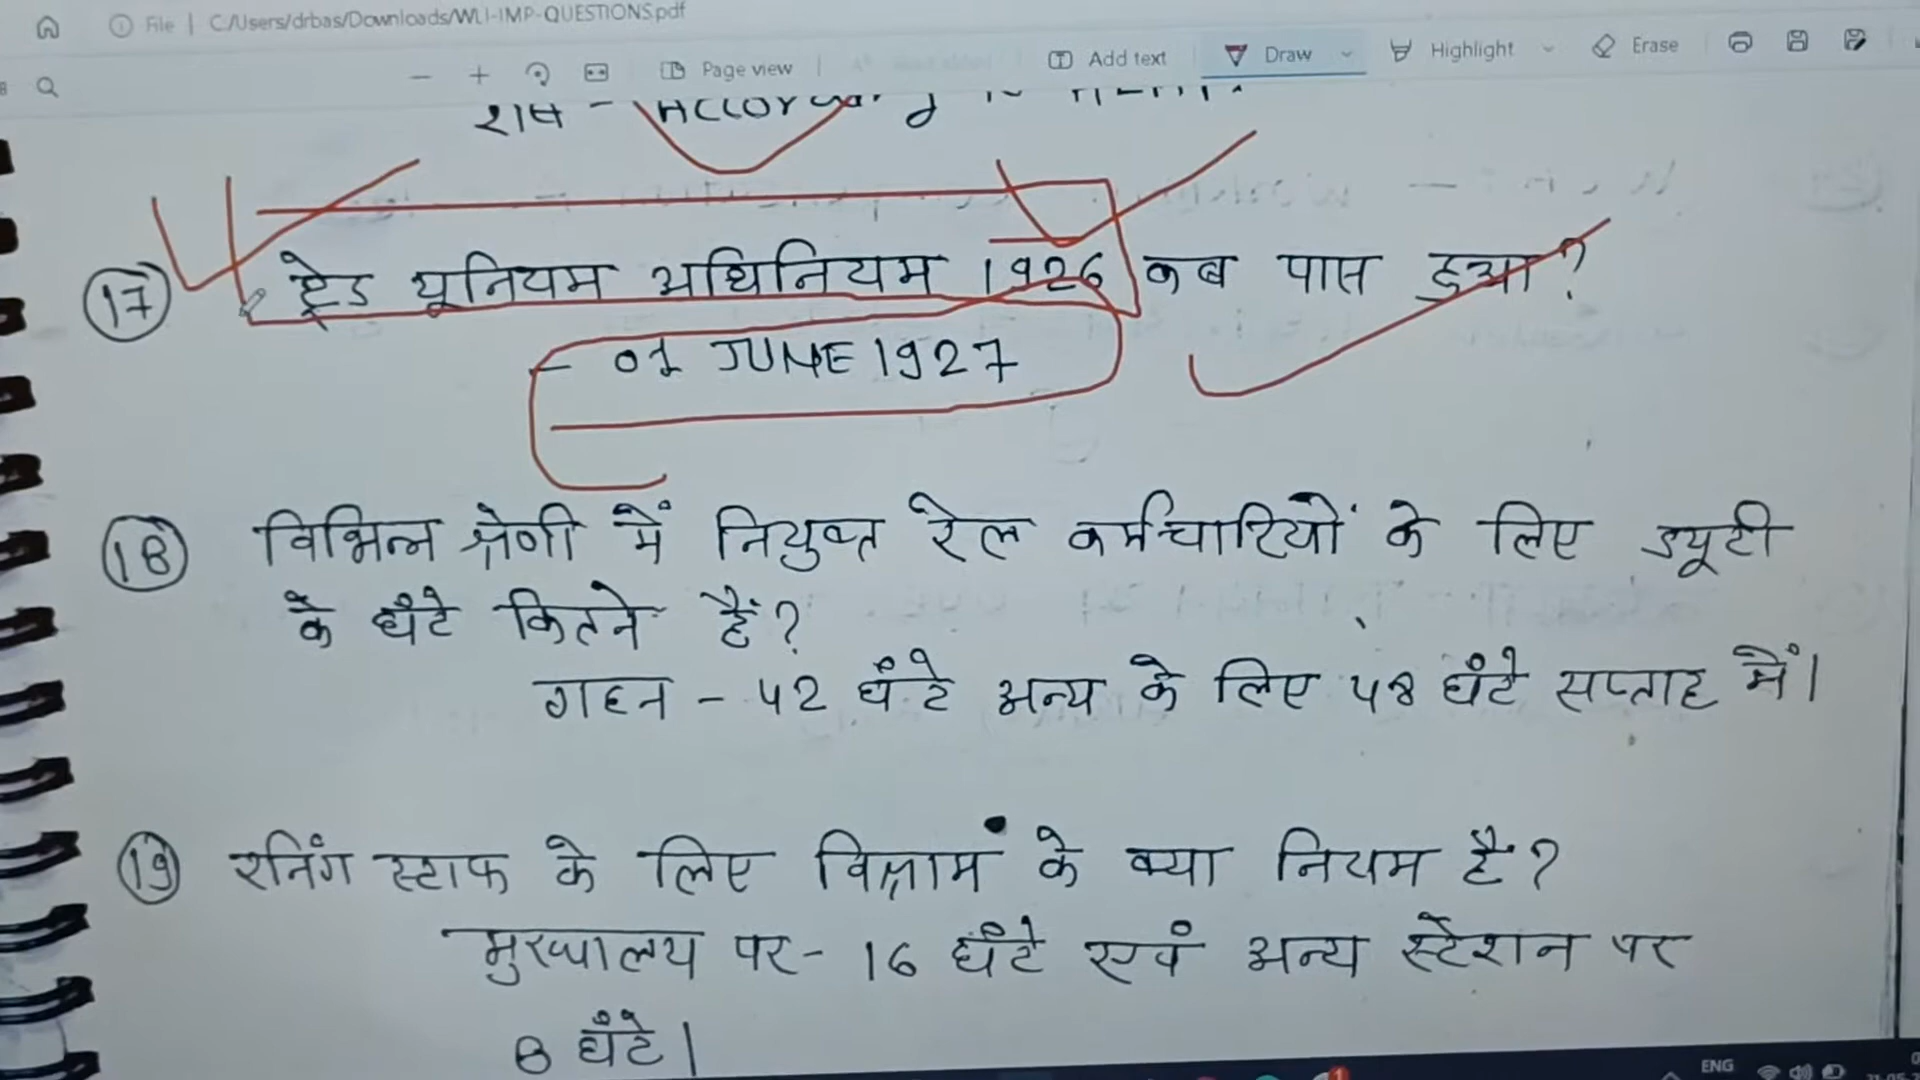 File | C:/Users/drbas/Downloads/WLI-IMP-QUESTIONS.pdf
Page view Add text Draw Highlight Erase
शेष - According to
17 ट्रेड यूनियम अधिनियम 1926 कब पास हुआ?
- 01 JUNE 1927
18 विभिन्न श्रेणी में नियुक्त रेल कर्मचारियों के लिए ड्यूटी
के घंटे कितने हैं?
गहन - 42 घंटे अन्य के लिए 48 घंटे सप्ताह में।
19 रनिंग स्टाफ के लिए विश्राम के क्या नियम है?
मुख्यालय पर - 16 घंटे एवं अन्य स्टेशन पर
8 घंटे।
ENG